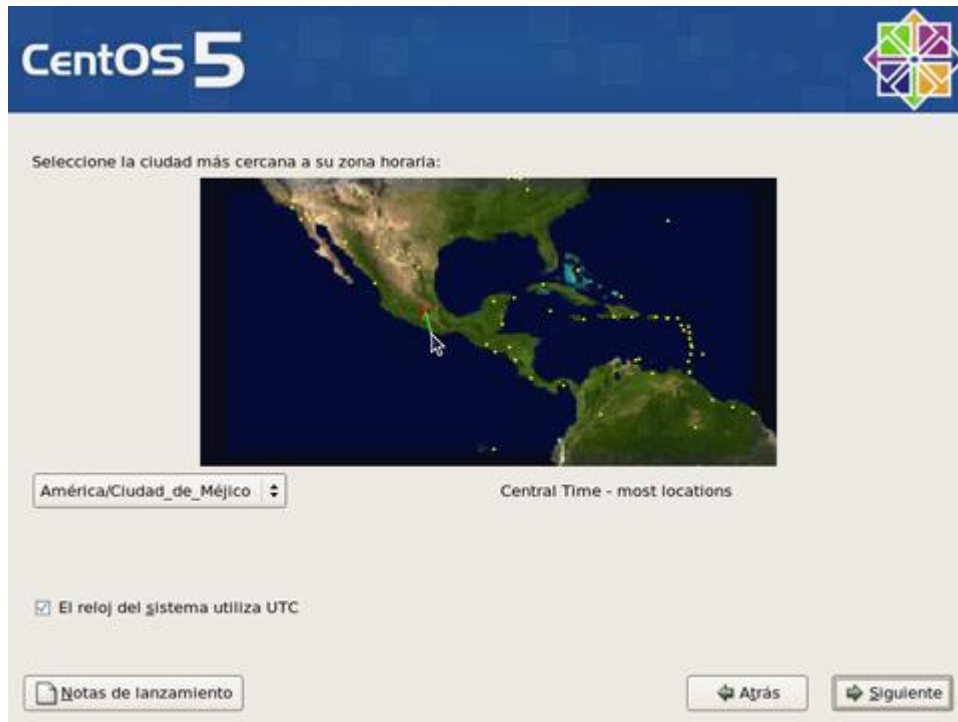 CentOS 5
Seleccione la ciudad más cercana a su zona horaria:
América/Ciudad_de_Méjico
Central Time - most locations
El reloj del sistema utiliza UTC
Notas de lanzamiento
Atrás
Siguiente